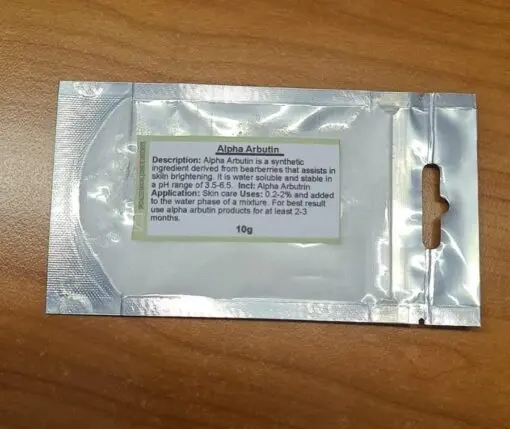 Alpha Arbutin
Description: Alpha Arbutin is a synthetic
ingredient derived from bearberries that assists in
skin brightening. It is water soluble and stable in
a pH range of 3.5-6.5. Incl: Alpha Arbutrin
Application: Skin care Uses: 0.2-2% and added
to the water phase of a mixture. For best result
use alpha arbutin products for at least 2-3
months.
10g